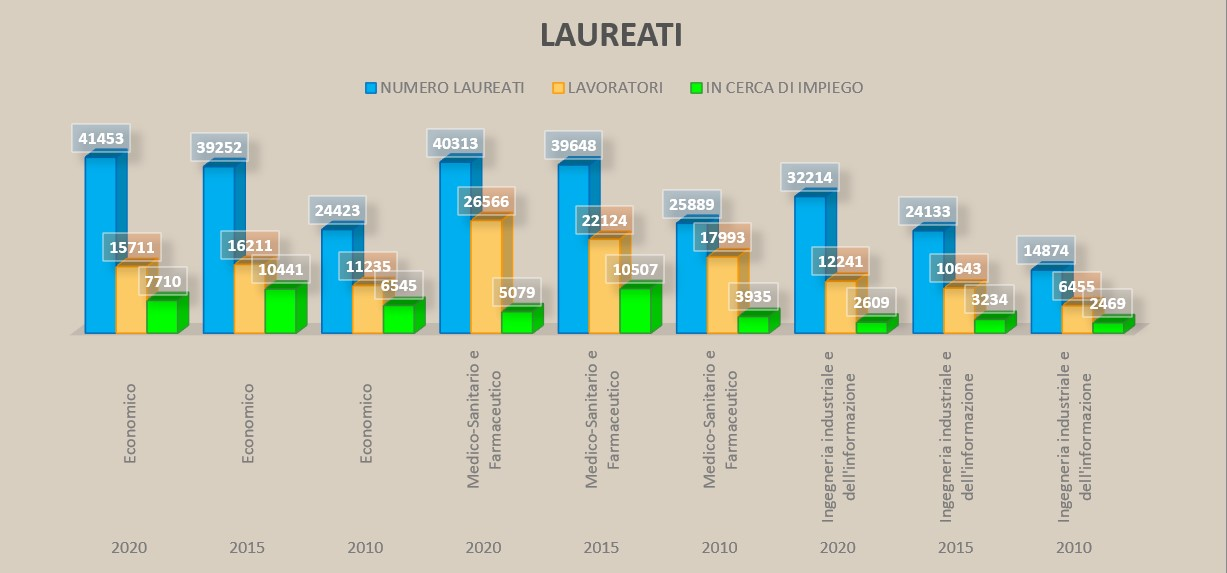 LAUREATI
NUMERO LAUREATI LAVORATORI IN CERCA DI IMPIEGO
41453 15711 7710
39252 16211 10441
24423 11235 6545
40313 26566 5079
39648 22124 10507
25889 17993 3935
32214 12241 2609
24133 10643 3234
14874 6455 2469
Economico
Economico
Economico
Medico-Sanitario e
Farmaceutico
Medico-Sanitario e
Farmaceutico
Medico-Sanitario e
Farmaceutico
Ingegneria industriale e
dell'informazione
Ingegneria industriale e
dell'informazione
Ingegneria industriale e
dell'informazione
2020 2015 2010 2020 2015 2010 2020 2015 2010